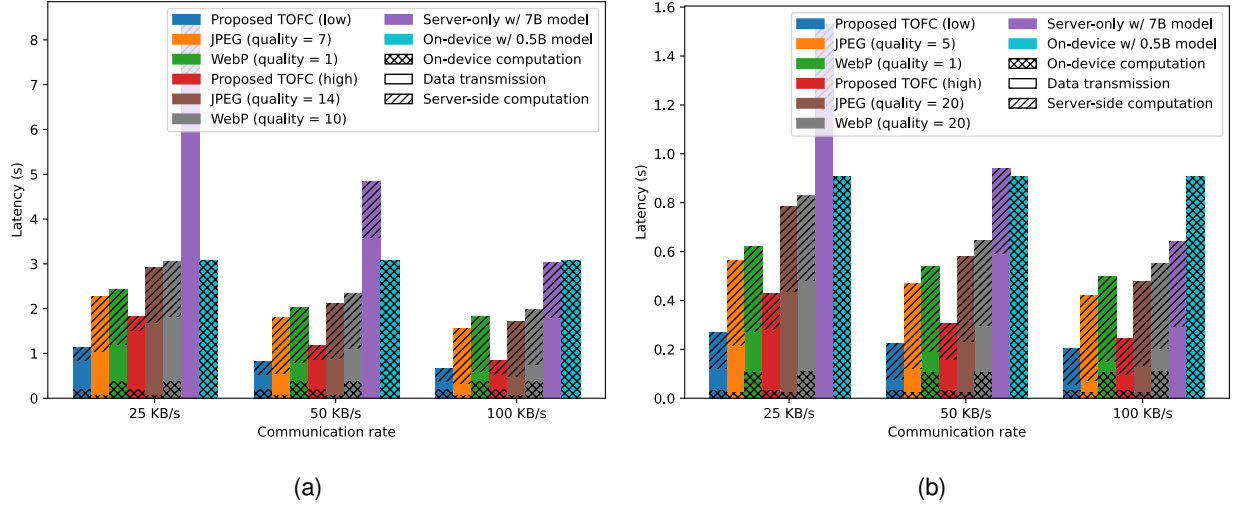 Proposed TOFC (low)
JPEG (quality = 7)
WebP (quality = 1)
Proposed TOFC (high)
JPEG (quality = 14)
WebP (quality = 10)
Server-only w/ 7B model
On-device w/ 0.5B model
On-device computation
Data transmission
Server-side computation
Latency (s)
8
7
6
5
4
3
2
1
0
25 KB/s
50 KB/s
100 KB/s
Communication rate
(a)
Proposed TOFC (low)
JPEG (quality = 5)
WebP (quality = 1)
Proposed TOFC (high)
JPEG (quality = 20)
WebP (quality = 20)
Server-only w/ 7B model
On-device w/ 0.5B model
On-device computation
Data transmission
Server-side computation
Latency (s)
1.6
1.4
1.2
1.0
0.8
0.6
0.4
0.2
0.0
25 KB/s
50 KB/s
100 KB/s
Communication rate
(b)